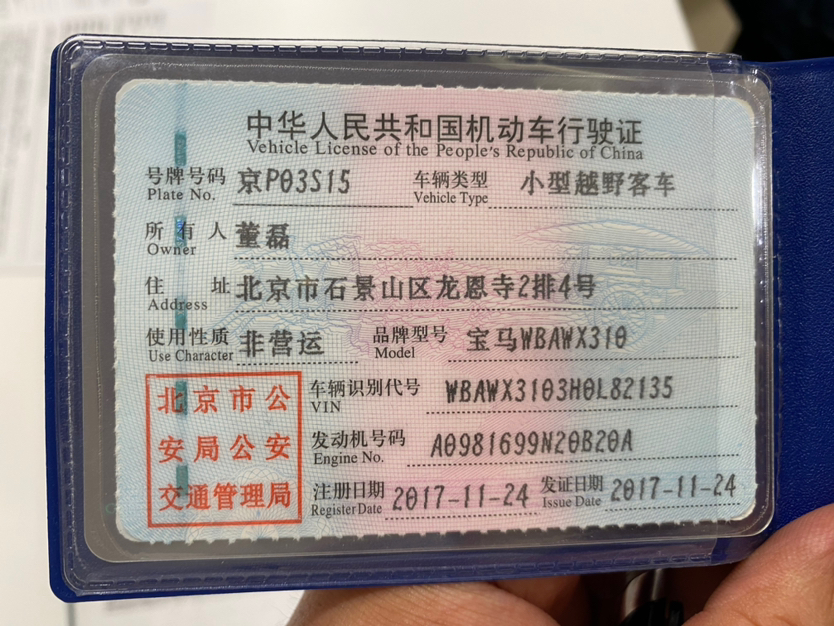 中华人民共和国机动车行驶证
Vehicle License of the People's Republic of China
号牌号码 京P03S15 车辆类型 小型越野客车
Plate No. Vehicle Type
所有人 董磊
Owner
住址 北京市石景山区龙恩寺2排4号
Address
使用性质 非营运 品牌型号 宝马WBAWX310
Use Character Model
北京市公安局公安交通管理局
车辆识别代号 WBAWX3103H0L82135
VIN
发动机号码 A0981699N20B20A
Engine No.
注册日期 2017-11-24 发证日期 2017-11-24
Register Date Issue Date